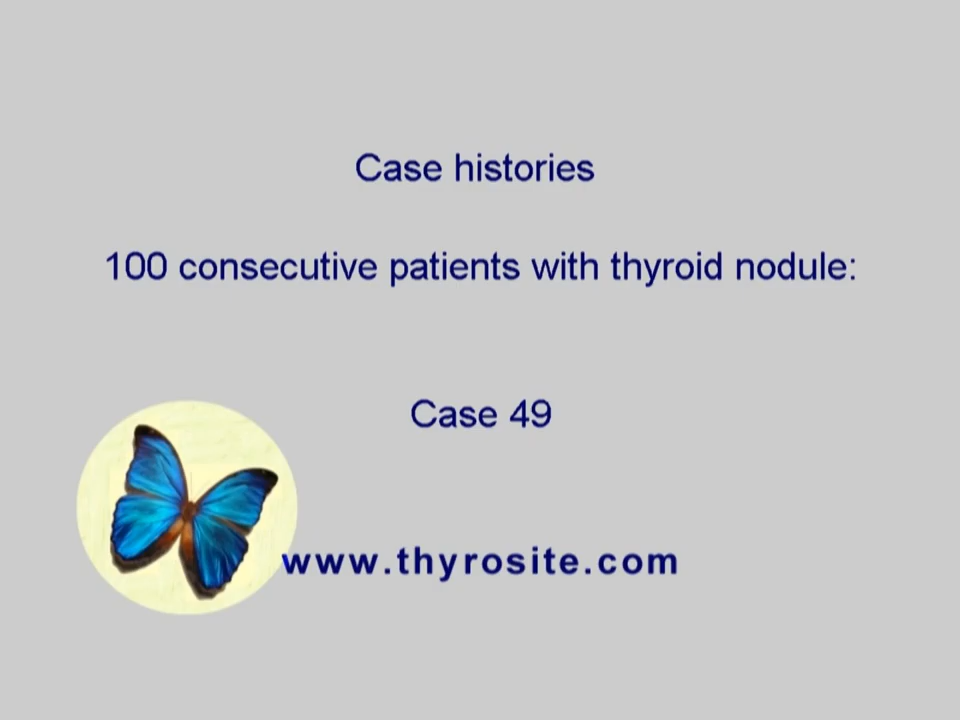 Case histories
100 consecutive patients with thyroid nodule:
Case 49
www.thyrosite.com